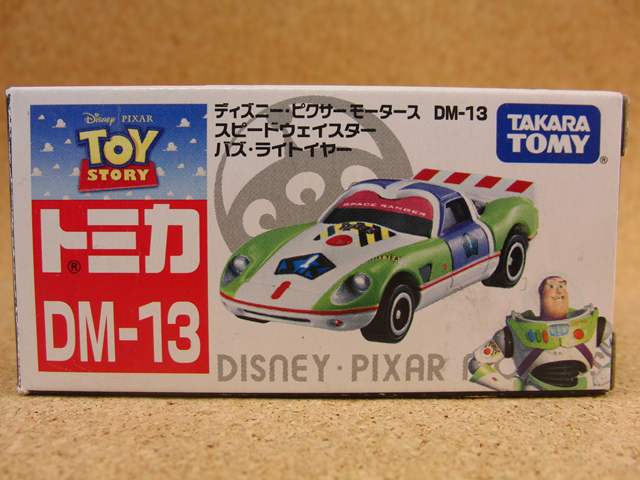 Disney PIXAR
TOY
STORY
ディズニー・ピクサーモータース DM-13
スピードウェイスター
バズ・ライトイヤー
TAKARA
TOMY®
トミカ®
DM-13
SPACE RANGER
DISNEY・PIXAR